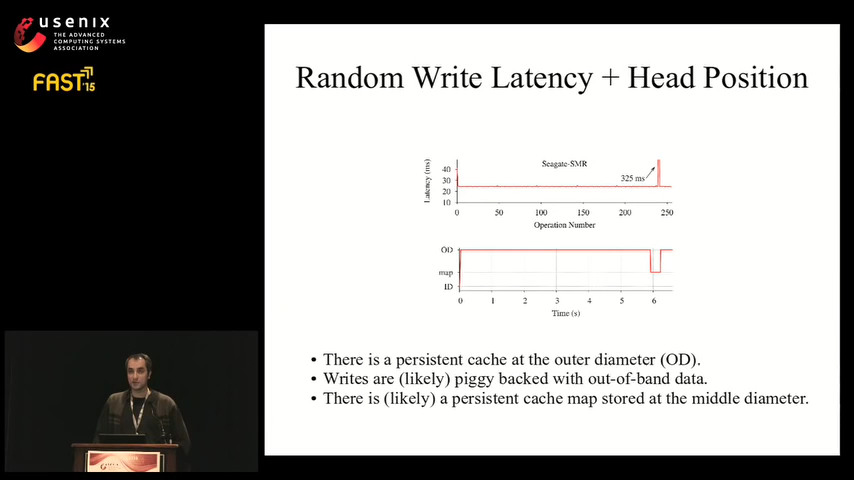 usenix
THE ADVANCED
COMPUTING SYSTEMS
ASSOCIATION
FAST '15
Random Write Latency + Head Position
Seagate-SMR
325 ms
Latency (ms)
40
30
20
10
0 50 100 150 200 250
Operation Number
OD
map
ID
0 1 2 3 4 5 6
Time (s)
• There is a persistent cache at the outer diameter (OD).
• Writes are (likely) piggy backed with out-of-band data.
• There is (likely) a persistent cache map stored at the middle diameter.